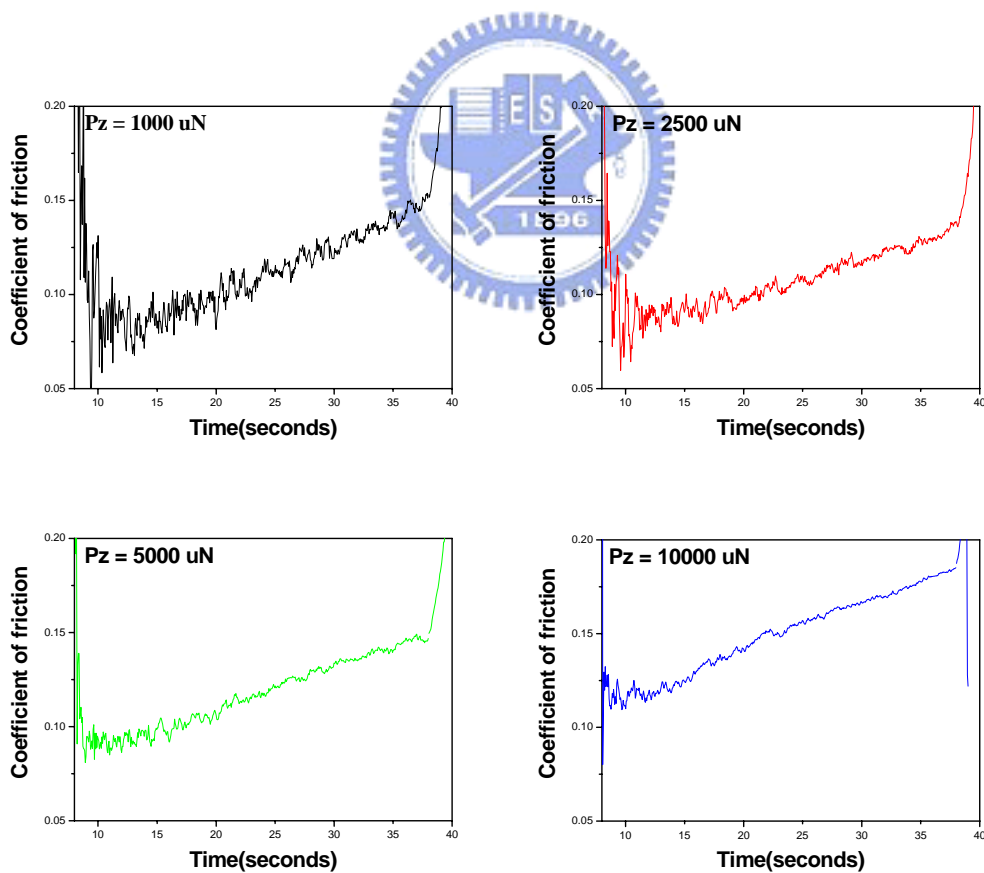 E S
1896
Pz = 1000 uN
0.20
0.15
0.10
0.05
Coefficient of friction
10 15 20 25 30 35 40
Time(seconds)
Pz = 2500 uN
0.20
0.15
0.10
0.05
Coefficient of friction
10 15 20 25 30 35 40
Time(seconds)
Pz = 5000 uN
0.20
0.15
0.10
0.05
Coefficient of friction
10 15 20 25 30 35 40
Time(seconds)
Pz = 10000 uN
0.20
0.15
0.10
0.05
Coefficient of friction
10 15 20 25 30 35 40
Time(seconds)